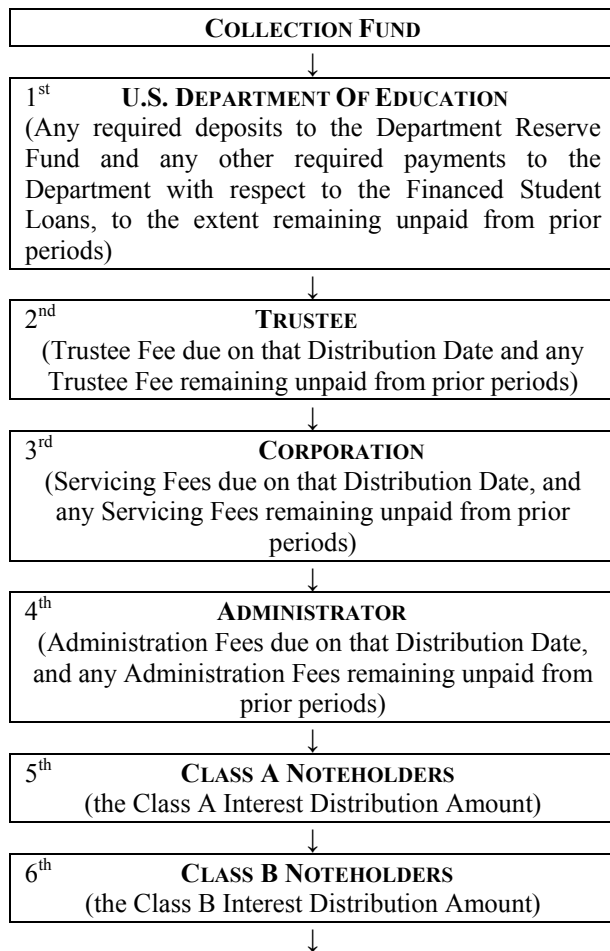 COLLECTION FUND
↓
1st U.S. DEPARTMENT OF EDUCATION
(Any required deposits to the Department Reserve
Fund and any other required payments to the
Department with respect to the Financed Student
Loans, to the extent remaining unpaid from prior
periods)
↓
2nd TRUSTEE
(Trustee Fee due on that Distribution Date and any
Trustee Fee remaining unpaid from prior periods)
↓
3rd CORPORATION
(Servicing Fees due on that Distribution Date, and
any Servicing Fees remaining unpaid from prior
periods)
↓
4th ADMINISTRATOR
(Administration Fees due on that Distribution Date,
and any Administration Fees remaining unpaid from
prior periods)
↓
5th CLASS A NOTEHOLDERS
(the Class A Interest Distribution Amount)
↓
6th CLASS B NOTEHOLDERS
(the Class B Interest Distribution Amount)
↓